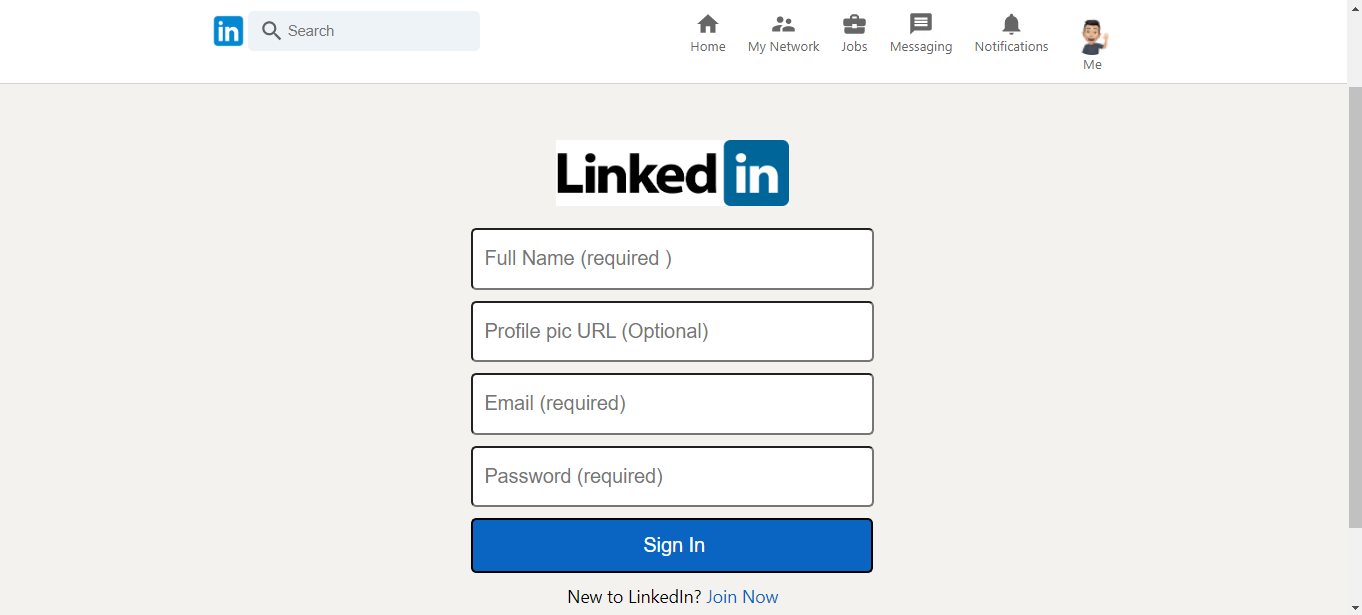 in Search Home My Network Jobs Messaging Notifications
Me
Linked in
Full Name (required )
Profile pic URL (Optional)
Email (required)
Password (required)
Sign In
New to LinkedIn? Join Now